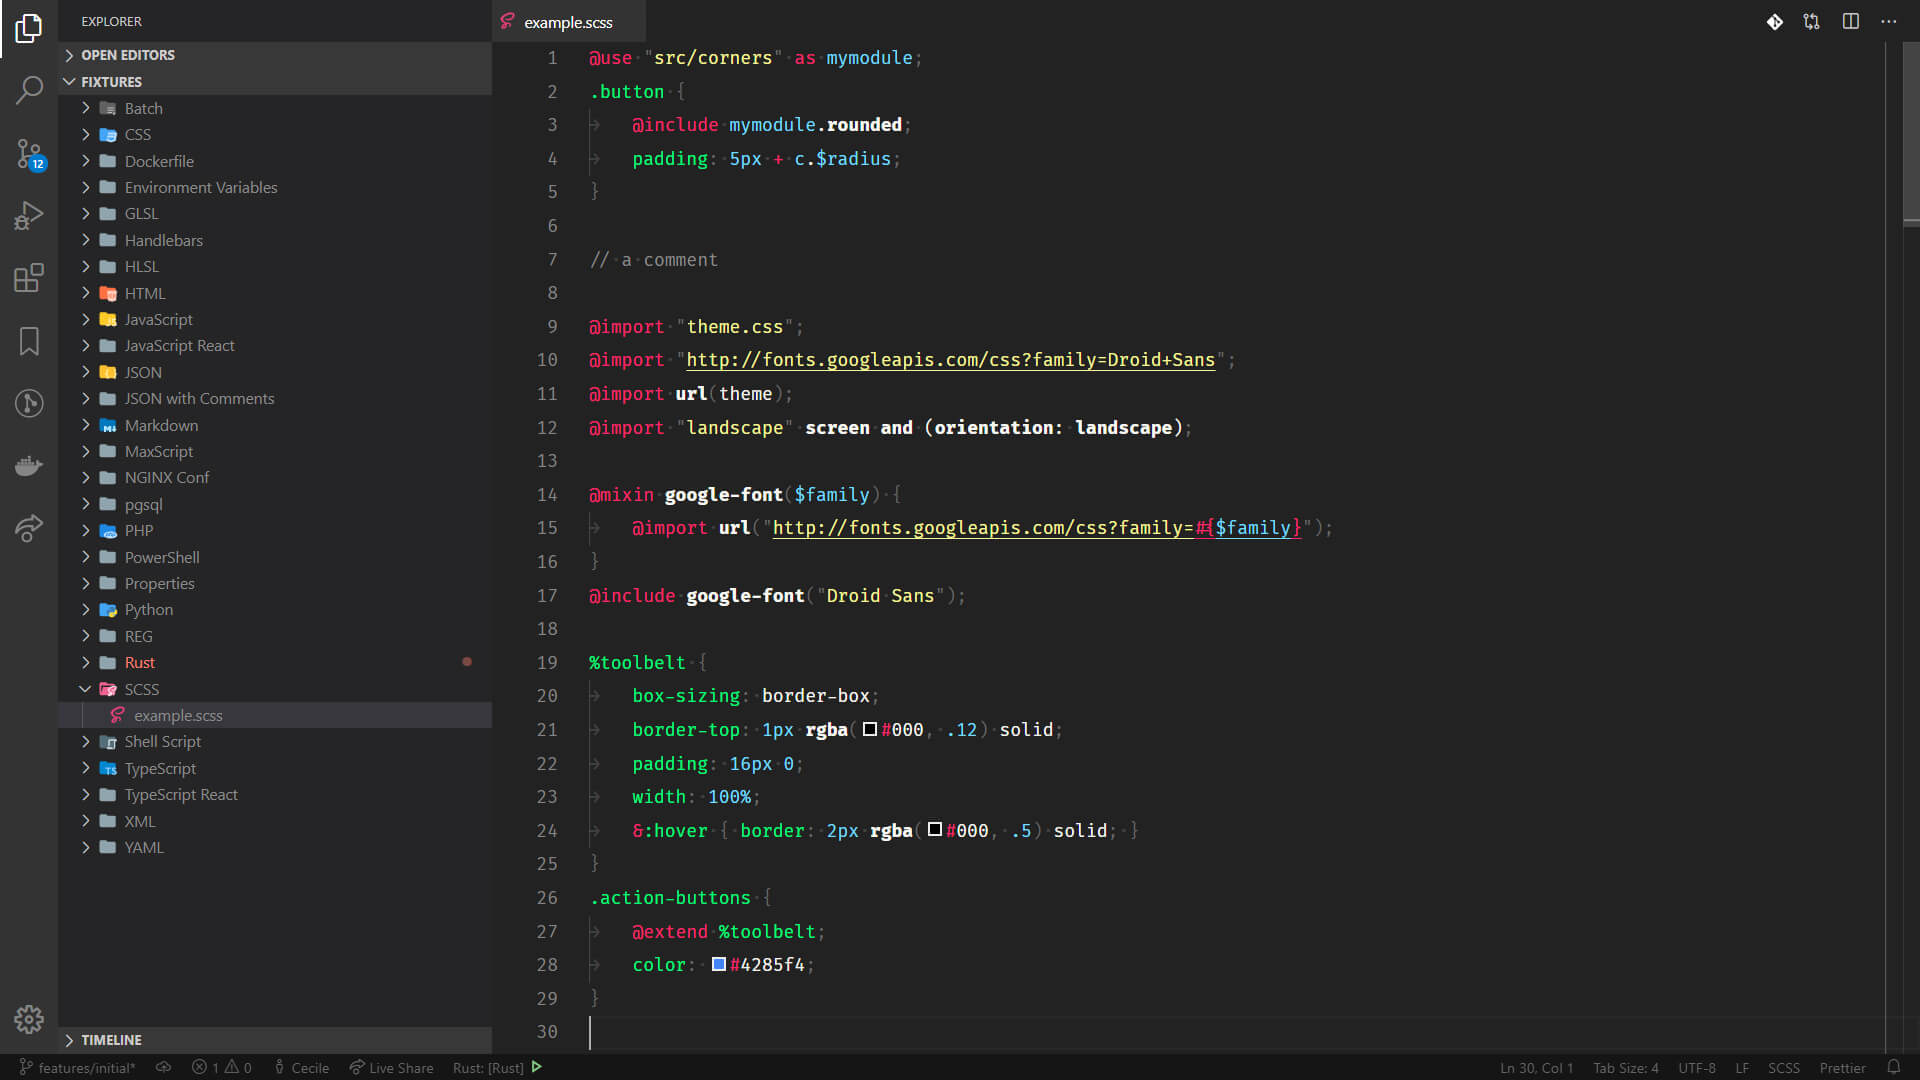 EXPLORER
OPEN EDITORS
FIXTURES
Batch
CSS
Dockerfile
Environment Variables
GLSL
Handlebars
HLSL
HTML
JavaScript
JavaScript React
JSON
JSON with Comments
Markdown
MaxScript
NGINX Conf
pgsql
PHP
PowerShell
Properties
Python
REG
Rust
SCSS
example.scss
Shell Script
TypeScript
TypeScript React
XML
YAML
TIMELINE
12
example.scss
1 @use "src/corners" as mymodule;
2 .button {
3 @include mymodule.rounded;
4 padding: 5px + c.$radius;
5 }
6
7 // a comment
8
9 @import "theme.css";
10 @import "http://fonts.googleapis.com/css?family=Droid+Sans";
11 @import url(theme);
12 @import "landscape" screen and (orientation: landscape);
13
14 @mixin google-font($family) {
15 @import url("http://fonts.googleapis.com/css?family=#{$family}");
16 }
17 @include google-font("Droid Sans");
18
19 %toolbelt {
20 box-sizing: border-box;
21 border-top: 1px rgba(#000, .12) solid;
22 padding: 16px 0;
23 width: 100%;
24 &:hover { border: 2px rgba(#000, .5) solid; }
25 }
26 .action-buttons {
27 @extend %toolbelt;
28 color: #4285f4;
29 }
30
features/initial* 1 0 Cecile Live Share Rust: [Rust] Ln 30, Col 1 Tab Size: 4 UTF-8 LF SCSS Prettier